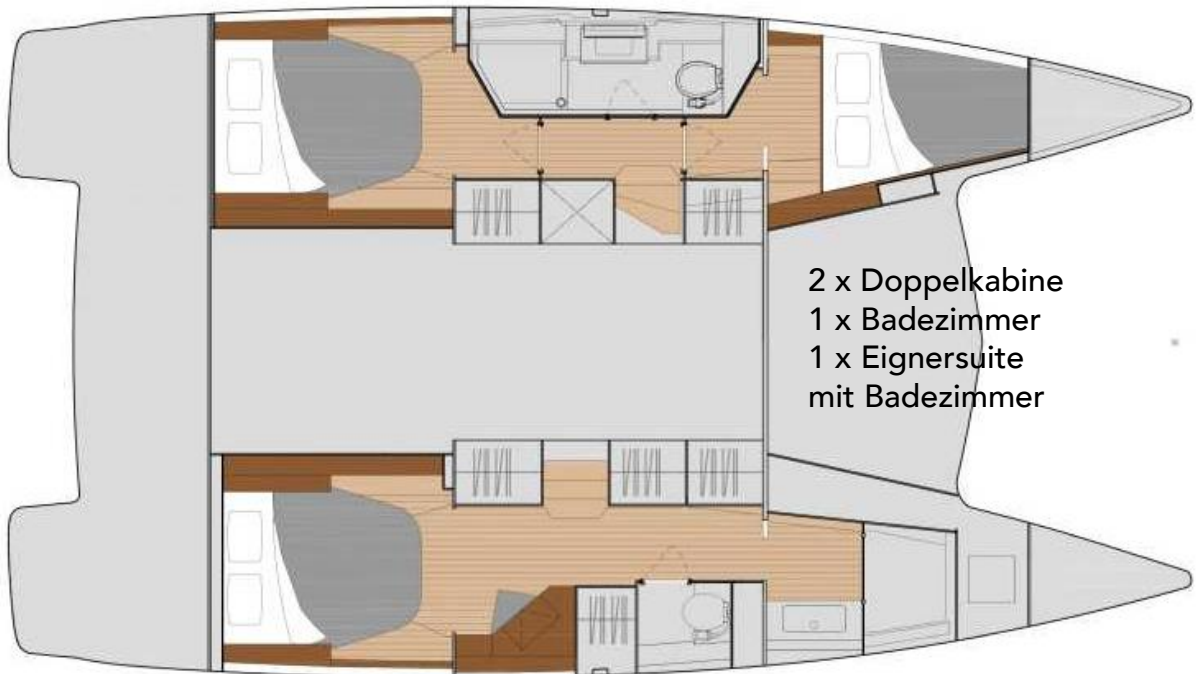 2 x Doppelkabine
1 x Badezimmer
1 x Eignersuite
mit Badezimmer